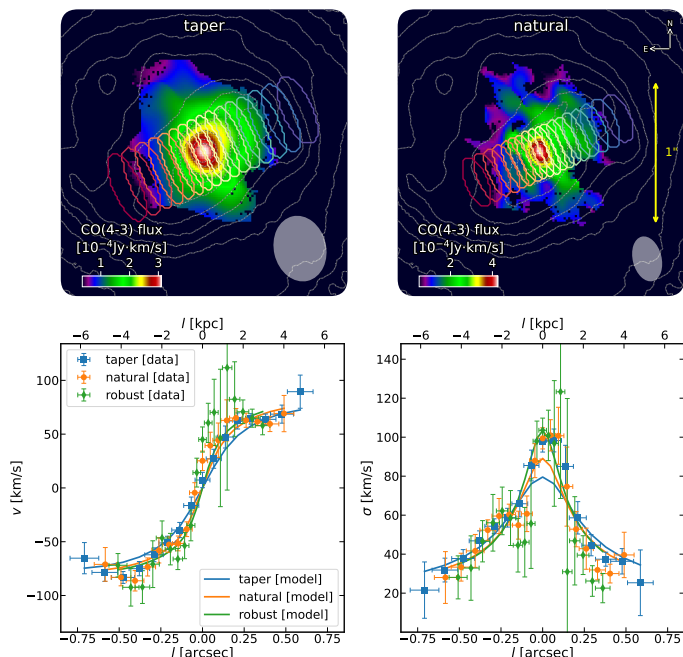 taper
natural
N
E
1"
CO(4-3) flux
[10⁻⁴Jy·km/s]
1 2 3
CO(4-3) flux
[10⁻⁴Jy·km/s]
2 4
l [kpc]
−6 −4 −2 0 2 4 6
l [kpc]
−6 −4 −2 0 2 4 6
taper [data]
natural [data]
robust [data]
v [km/s]
100
50
0
−50
−100
taper [model]
natural [model]
robust [model]
−0.75 −0.50 −0.25 0.00 0.25 0.50 0.75
l [arcsec]
σ [km/s]
140
120
100
80
60
40
20
−0.75 −0.50 −0.25 0.00 0.25 0.50 0.75
l [arcsec]